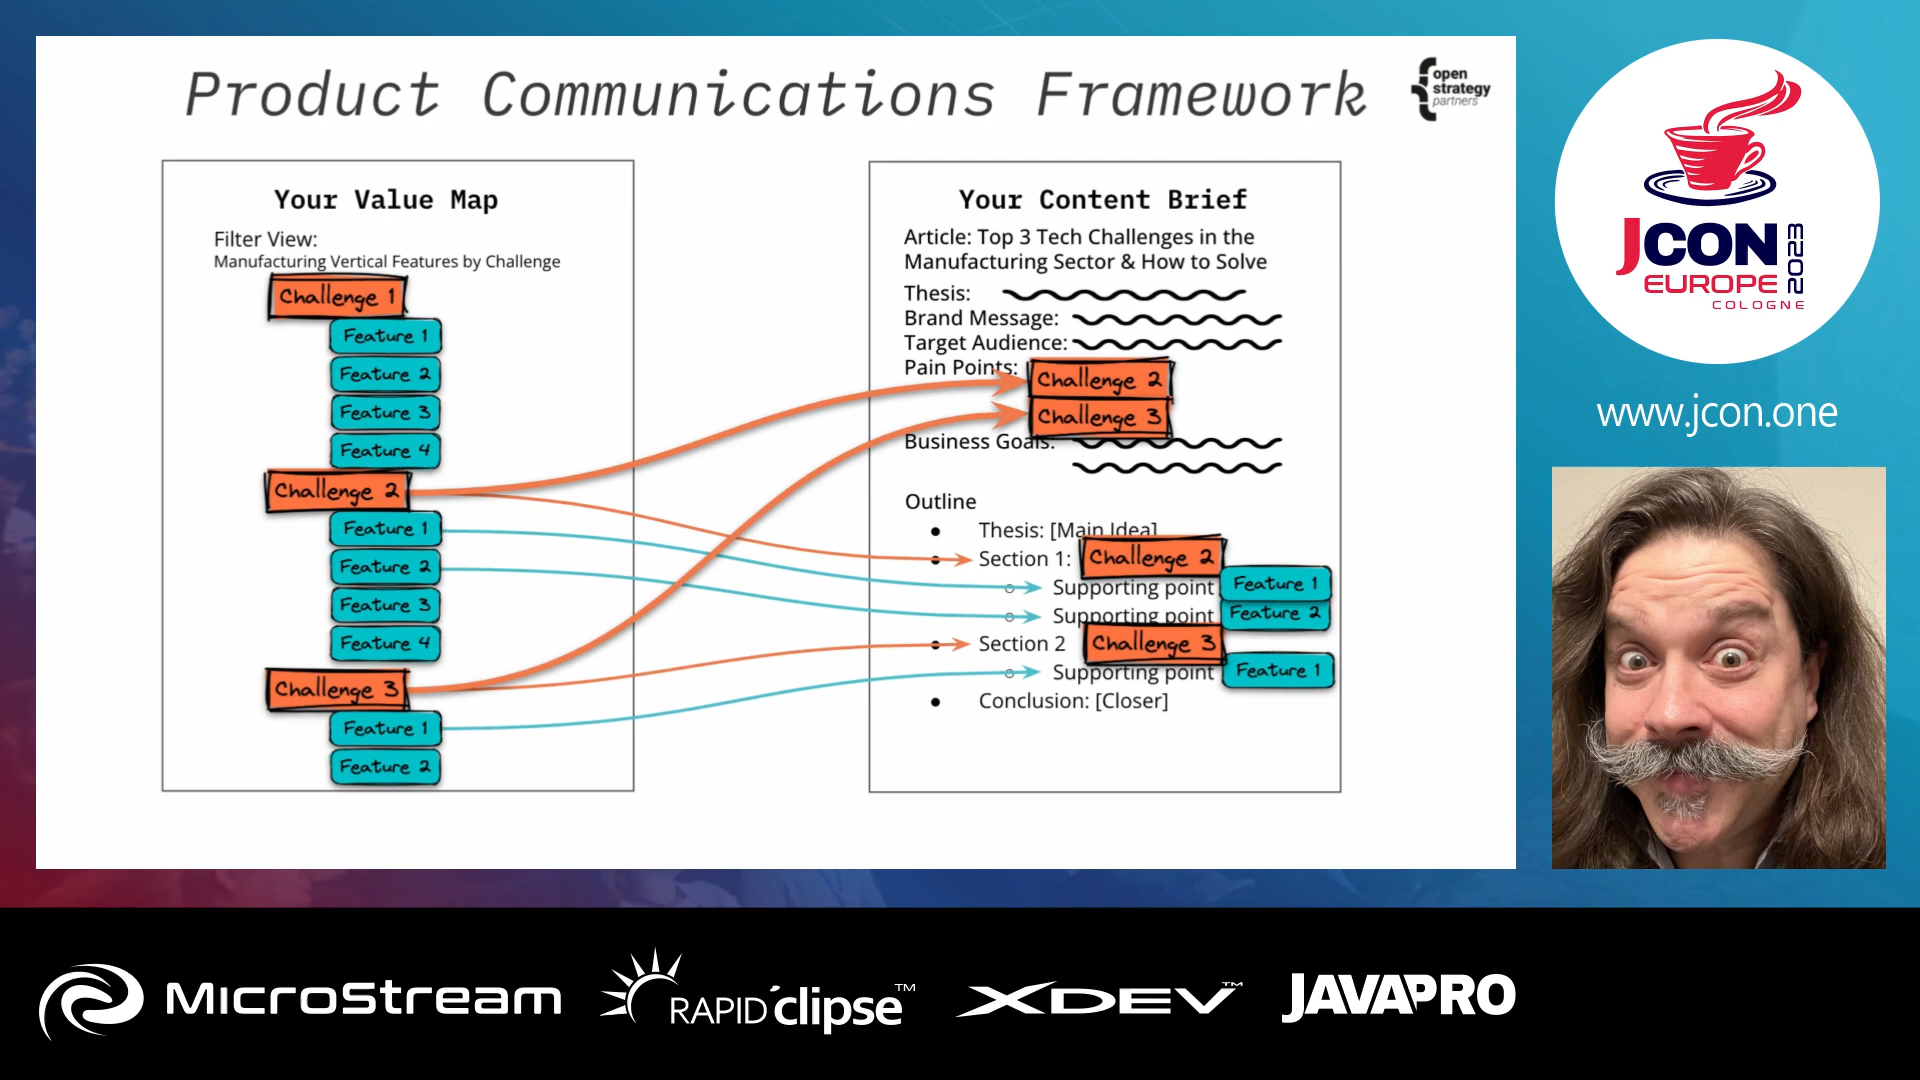 Product Communications Framework
open
strategy
partners
Your Value Map
Filter View:
Manufacturing Vertical Features by Challenge
Challenge 1
Feature 1
Feature 2
Feature 3
Feature 4
Challenge 2
Feature 1
Feature 2
Feature 3
Feature 4
Challenge 3
Feature 1
Feature 2
Your Content Brief
Article: Top 3 Tech Challenges in the
Manufacturing Sector & How to Solve
Thesis:
Brand Message:
Target Audience:
Pain Points: Challenge 2
Challenge 3
Business Goals:
Outline
Thesis: [Main Idea]
Section 1: Challenge 2
Supporting point Feature 1
Supporting point Feature 2
Section 2 Challenge 3
Supporting point Feature 1
Conclusion: [Closer]
JCON
EUROPE
2023
COLOGNE
www.jcon.one
MicroStream
RAPID'clipse™
XDEV™
JAVAPRO